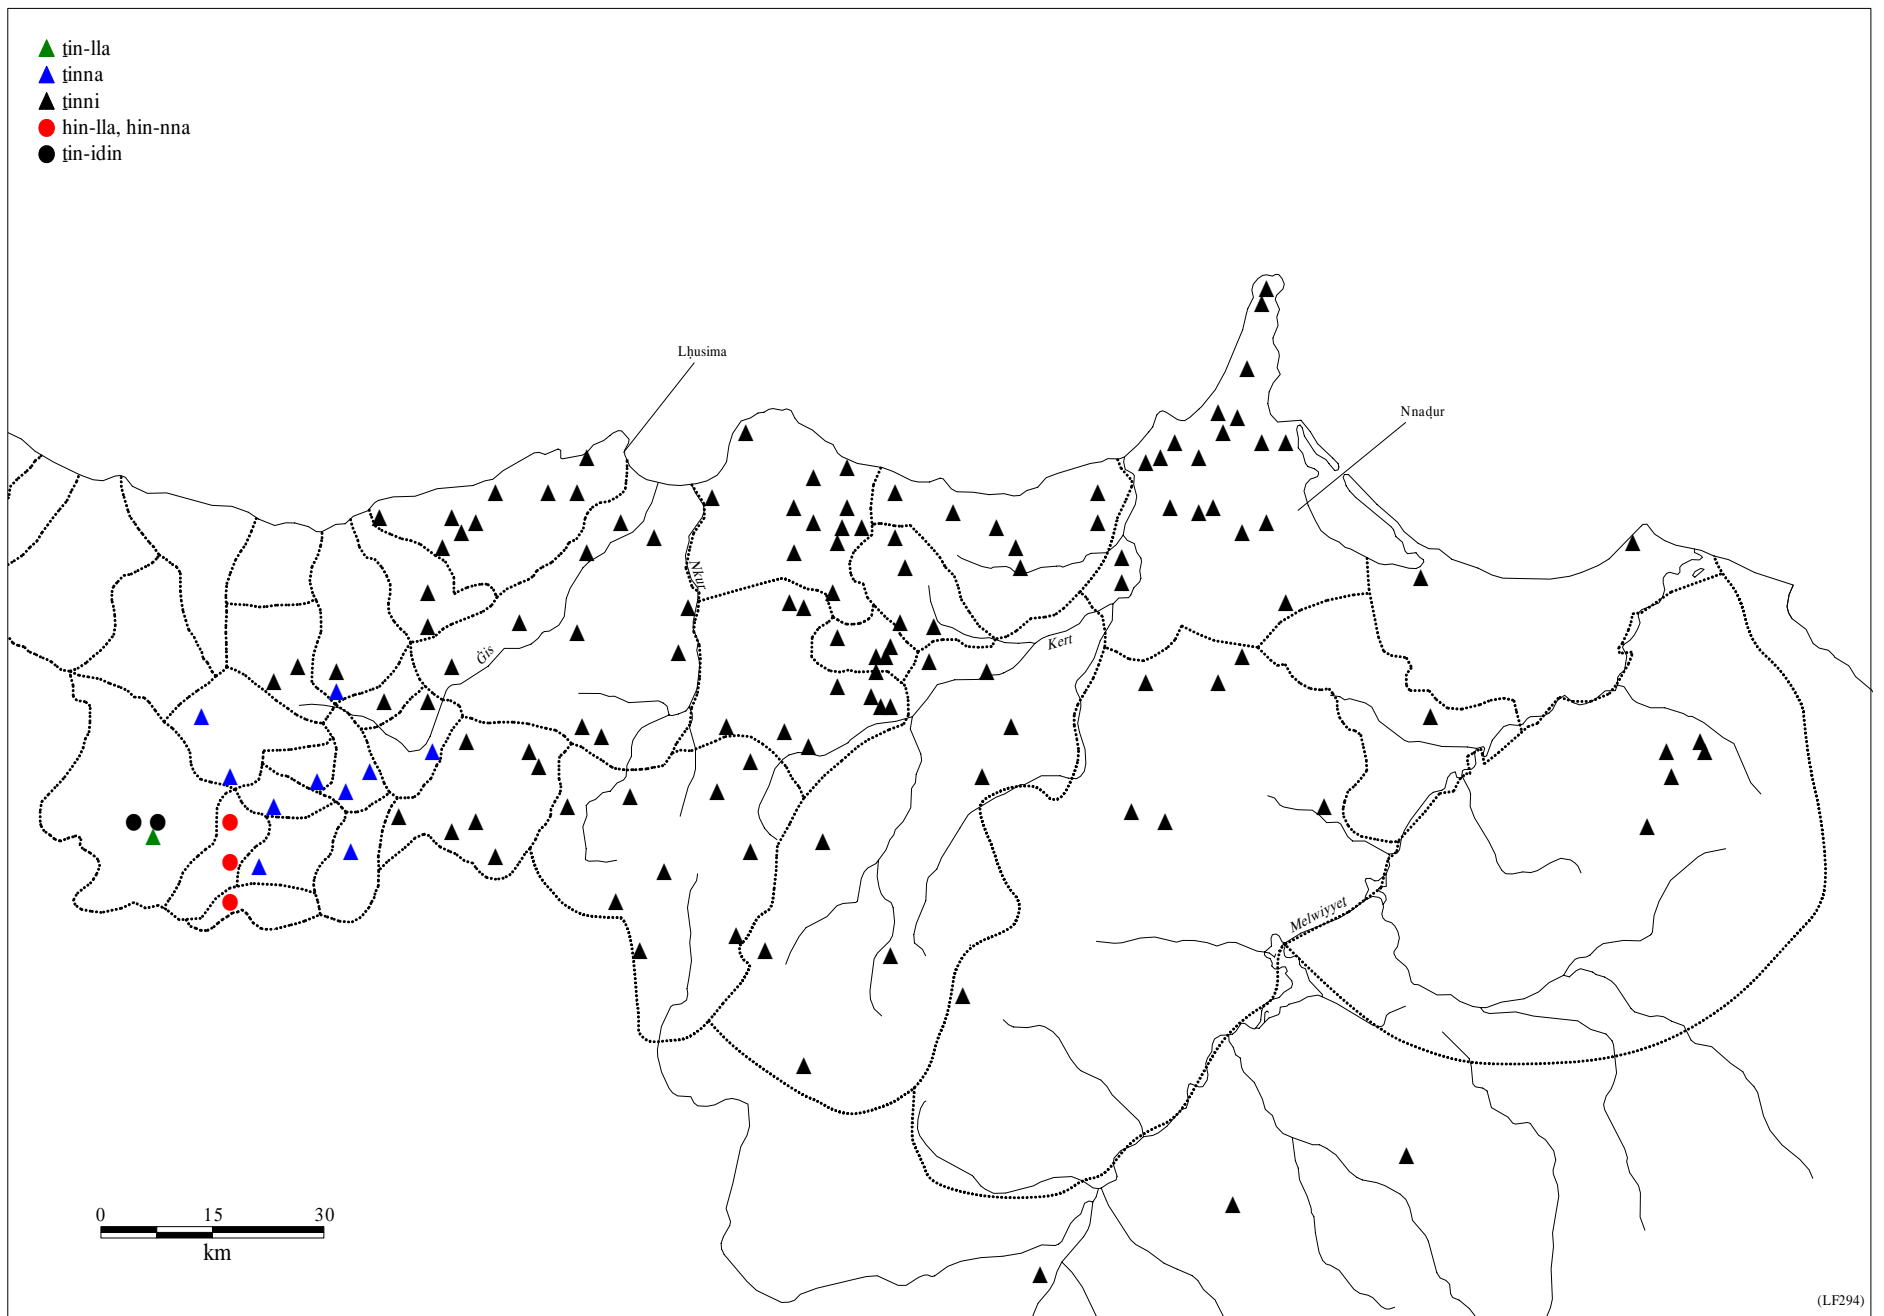 ṯin-lla
ṯinna
ṯinni
hin-lla, hin-nna
ṯin-idin
Lḥusima
Nnaḍur
Nkur
Ġis
Kert
Melwiyyet
0 15 30
km
(LF294)